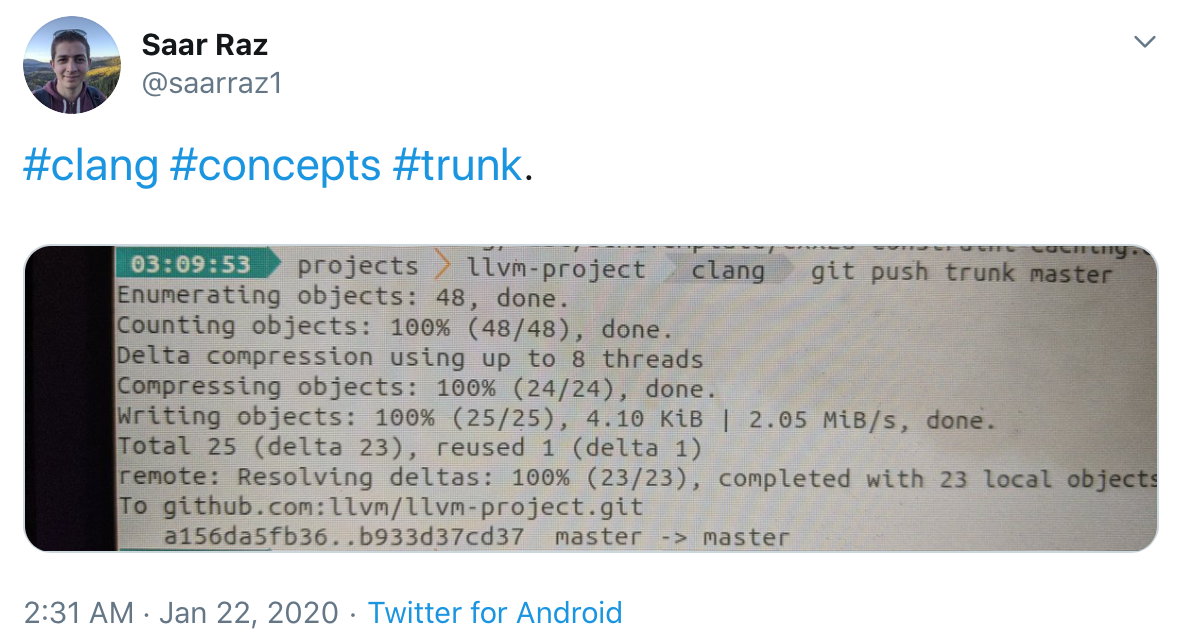 Saar Raz
@saarraz1
#clang #concepts #trunk.
03:09:53 projects llvm-project clang git push trunk master
Enumerating objects: 48, done.
Counting objects: 100% (48/48), done.
Delta compression using up to 8 threads
Compressing objects: 100% (24/24), done.
Writing objects: 100% (25/25), 4.10 KiB | 2.05 MiB/s, done.
Total 25 (delta 23), reused 1 (delta 1)
remote: Resolving deltas: 100% (23/23), completed with 23 local objects
To github.com:llvm/llvm-project.git
a156da5fb36..b933d37cd37 master -> master
2:31 AM · Jan 22, 2020 · Twitter for Android